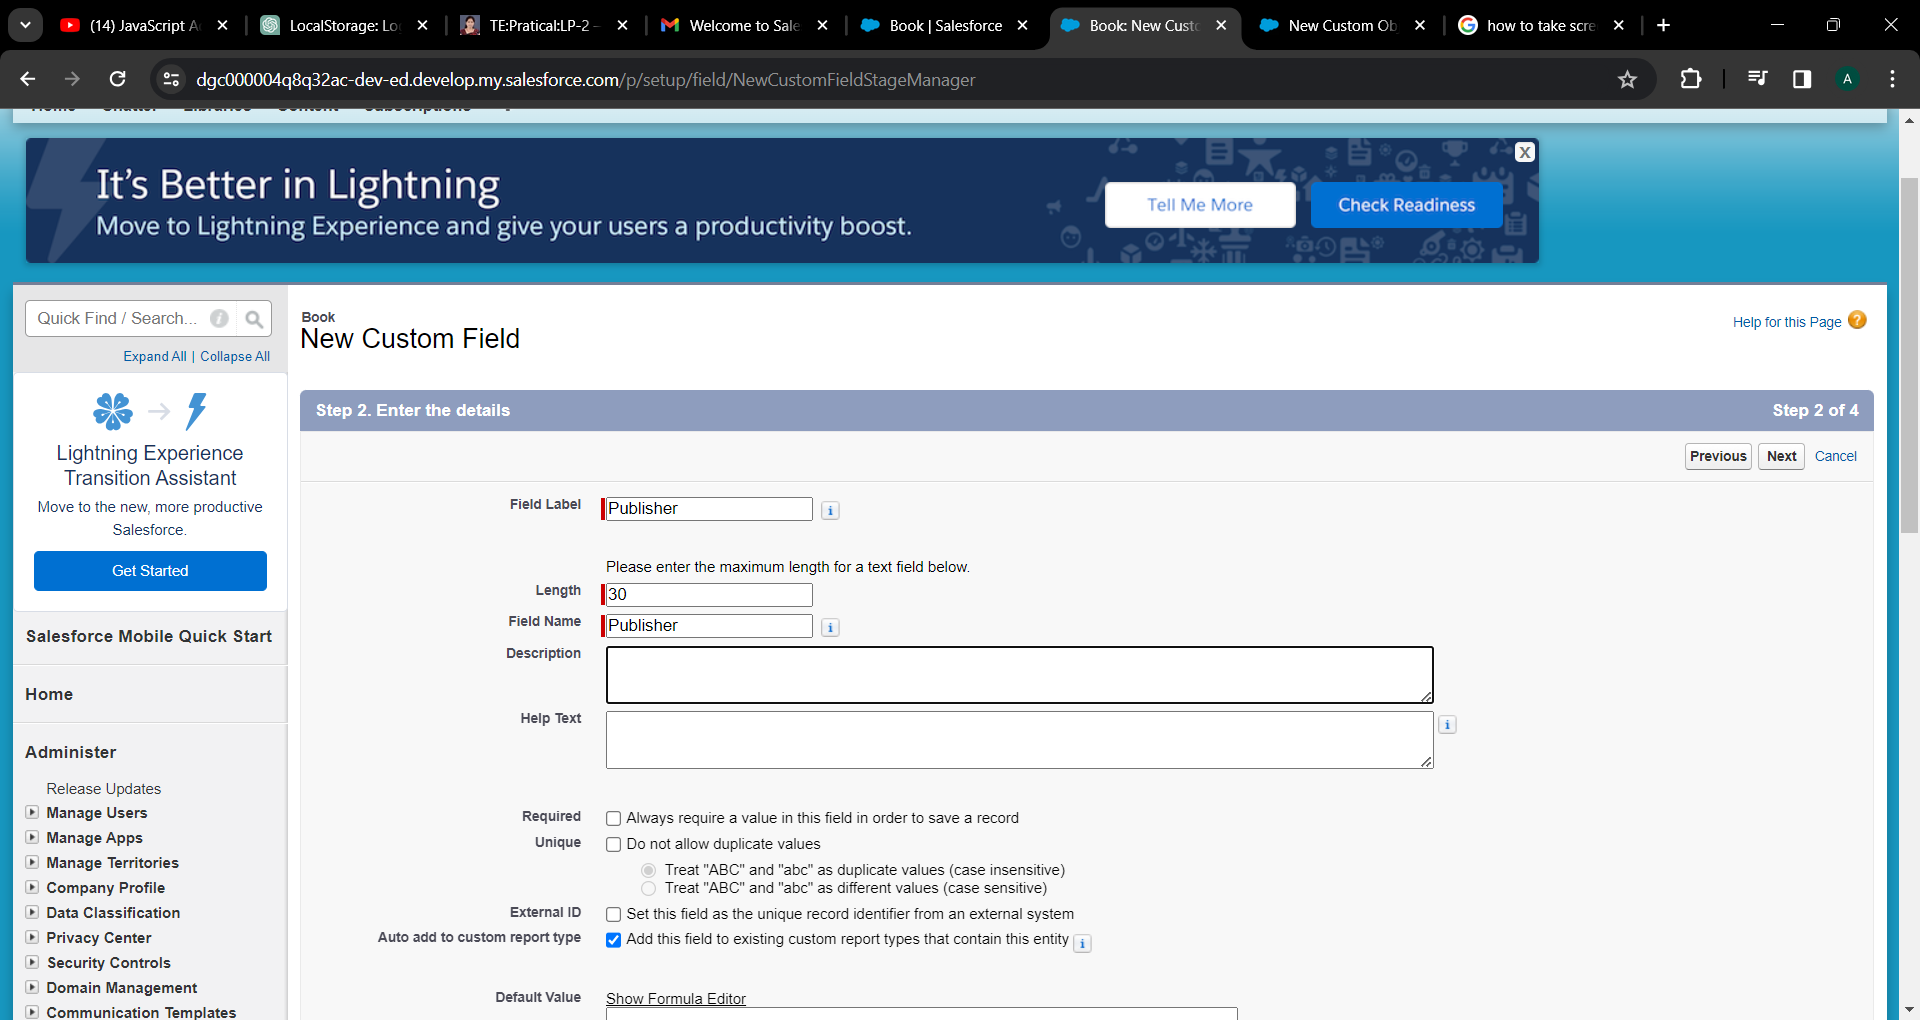 (14) JavaScript A
LocalStorage: Lo
TE:Pratical:LP-2 -
Welcome to Sale
Book | Salesforce
Book: New Custo
New Custom Ob
how to take scre
dgc000004q8q32ac-dev-ed.develop.my.salesforce.com/p/setup/field/NewCustomFieldStageManager
A
Home Chatter Libraries Content Subscriptions
It's Better in Lightning
Move to Lightning Experience and give your users a productivity boost.
Tell Me More
Check Readiness
X
Quick Find / Search...
Expand All | Collapse All
Lightning Experience
Transition Assistant
Move to the new, more productive
Salesforce.
Get Started
Salesforce Mobile Quick Start
Home
Administer
Release Updates
Manage Users
Manage Apps
Manage Territories
Company Profile
Data Classification
Privacy Center
Security Controls
Domain Management
Communication Templates
Book
New Custom Field
Help for this Page ?
Step 2. Enter the details
Step 2 of 4
Previous Next Cancel
Field Label Publisher i
Please enter the maximum length for a text field below.
Length 30
Field Name Publisher i
Description
Help Text i
Required Always require a value in this field in order to save a record
Unique Do not allow duplicate values
Treat "ABC" and "abc" as duplicate values (case insensitive)
Treat "ABC" and "abc" as different values (case sensitive)
External ID Set this field as the unique record identifier from an external system
Auto add to custom report type Add this field to existing custom report types that contain this entity i
Default Value Show Formula Editor